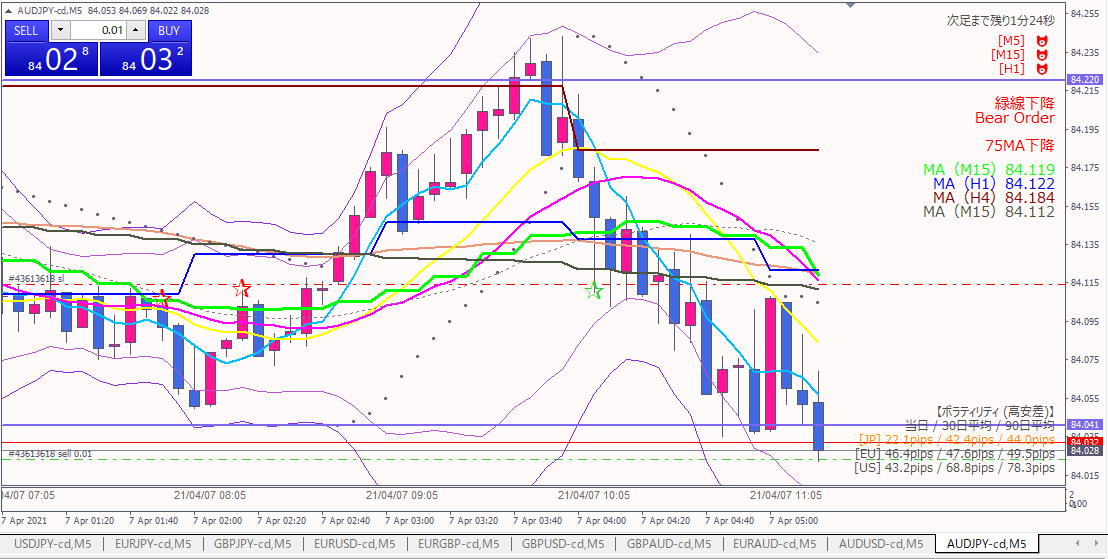 AUDJPY-cd,M5 84.053 84.069 84.022 84.028
SELL 0.01 BUY
84 02 8 84 03 2
次足まで残り1分24秒
[M5]
[M15]
[H1]
緑線下降
Bear Order
75MA下降
MA（M15）84.119
MA（H1）84.122
MA（H4）84.184
MA（M15）84.112
84.255
84.235
84.220
84.215
84.195
84.175
84.155
84.135
84.115
84.095
84.075
84.055
84.041
84.032
84.028
84.015
#43613618 sl
#43613618 sell 0.01
【ボラティリティ (高安差)】
当日 / 30日平均 / 90日平均
[JP] 22.1pips / 42.4pips / 44.0pips
[EU] 46.4pips / 47.6pips / 49.5pips
[US] 43.2pips / 68.8pips / 78.3pips
/04/07 07:05 21/04/07 08:05 21/04/07 09:05 21/04/07 10:05 21/04/07 11:05
7 Apr 2021 7 Apr 01:20 7 Apr 01:40 7 Apr 02:00 7 Apr 02:20 7 Apr 02:40 7 Apr 03:00 7 Apr 03:20 7 Apr 03:40 7 Apr 04:00 7 Apr 04:20 7 Apr 04:40 7 Apr 05:00
USDJPY-cd,M5 EURJPY-cd,M5 GBPJPY-cd,M5 EURUSD-cd,M5 EURGBP-cd,M5 GBPUSD-cd,M5 GBPAUD-cd,M5 EURAUD-cd,M5 AUDUSD-cd,M5 AUDJPY-cd,M5